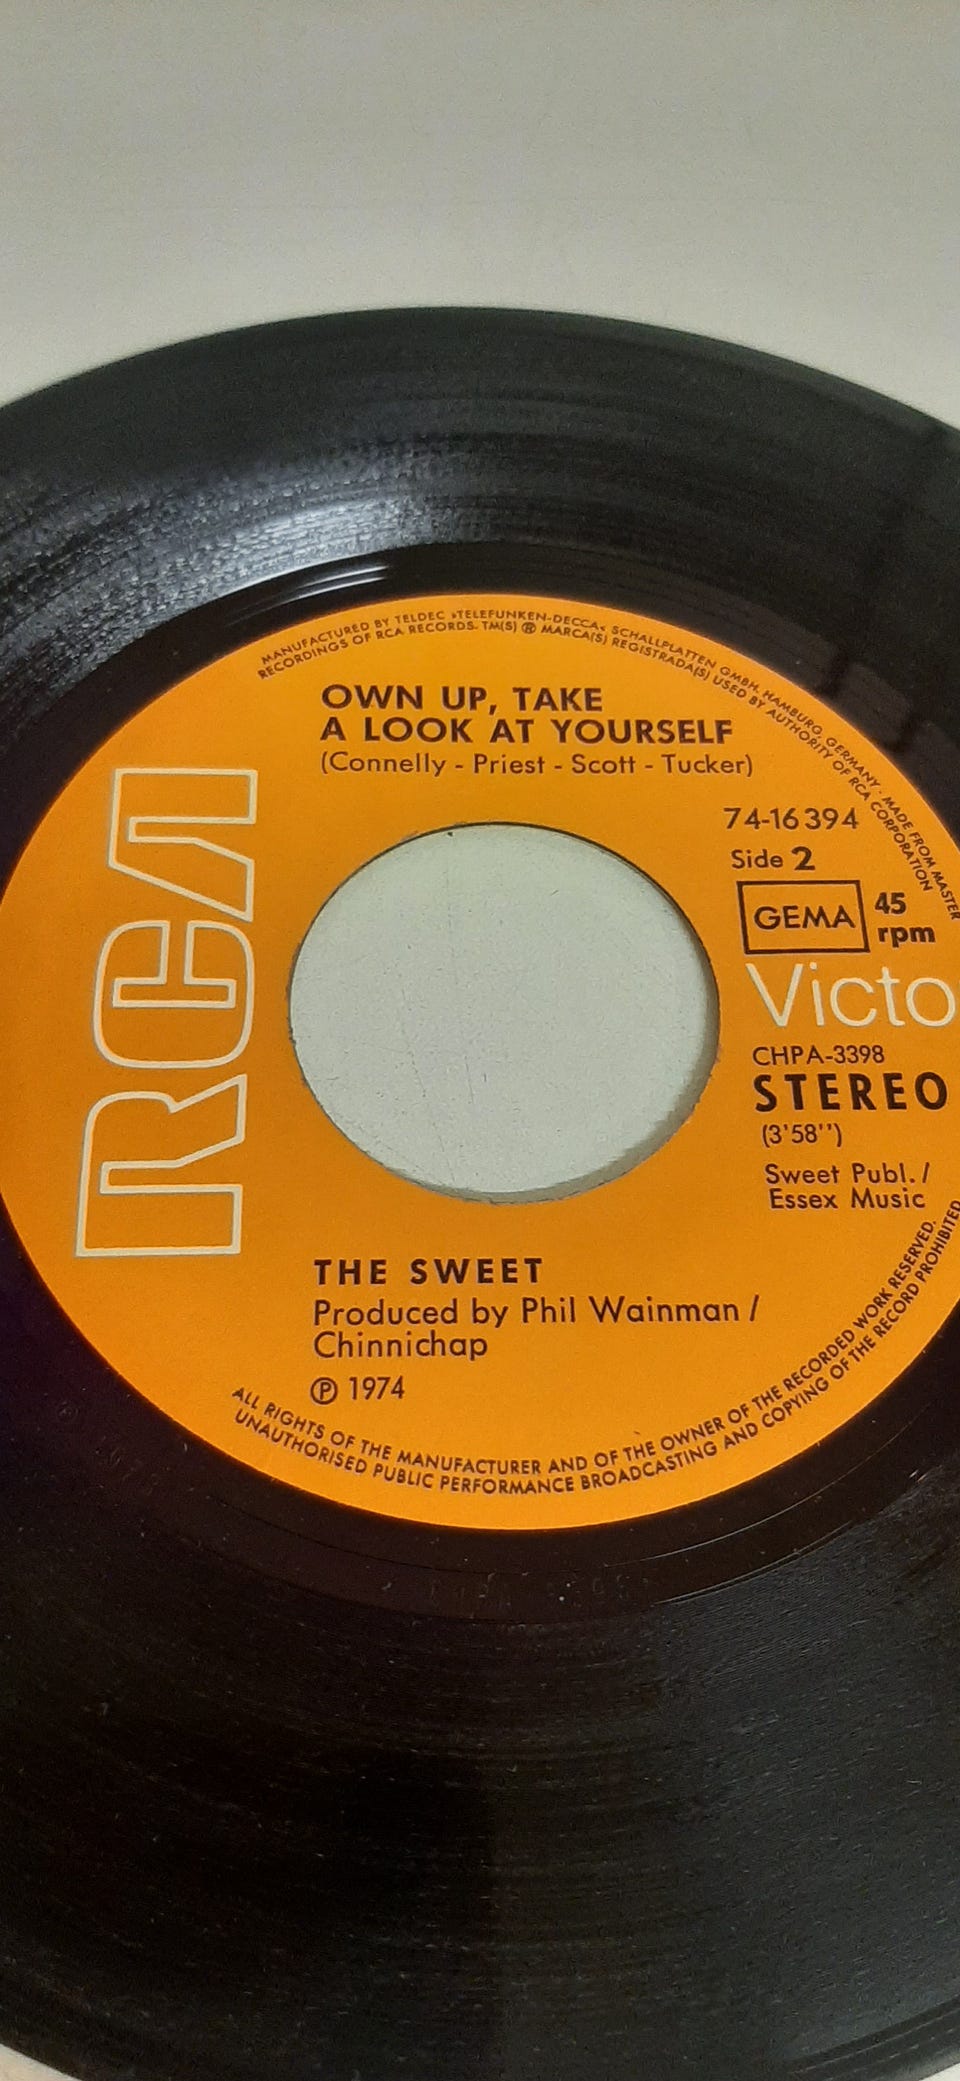 MANUFACTURED BY TELDEC »TELEFUNKEN-DECCA« SCHALLPLATTEN GMBH, HAMBURG, GERMANY · MADE FROM MASTER
RECORDINGS OF RCA RECORDS. TM(S) ® MARCA(S) REGISTRADA(S) USED BY AUTHORITY OF RCA CORPORATION
OWN UP, TAKE
A LOOK AT YOURSELF
(Connelly - Priest - Scott - Tucker)
RCA
74-16 394
Side 2
GEMA
45
rpm
Victo
CHPA-3398
STEREO
(3'58'')
Sweet Publ. /
Essex Music
THE SWEET
Produced by Phil Wainman /
Chinnichap
℗ 1974
ALL RIGHTS OF THE MANUFACTURER AND OF THE OWNER OF THE RECORDED WORK RESERVED.
UNAUTHORISED PUBLIC PERFORMANCE BROADCASTING AND COPYING OF THE RECORD PROHIBITED